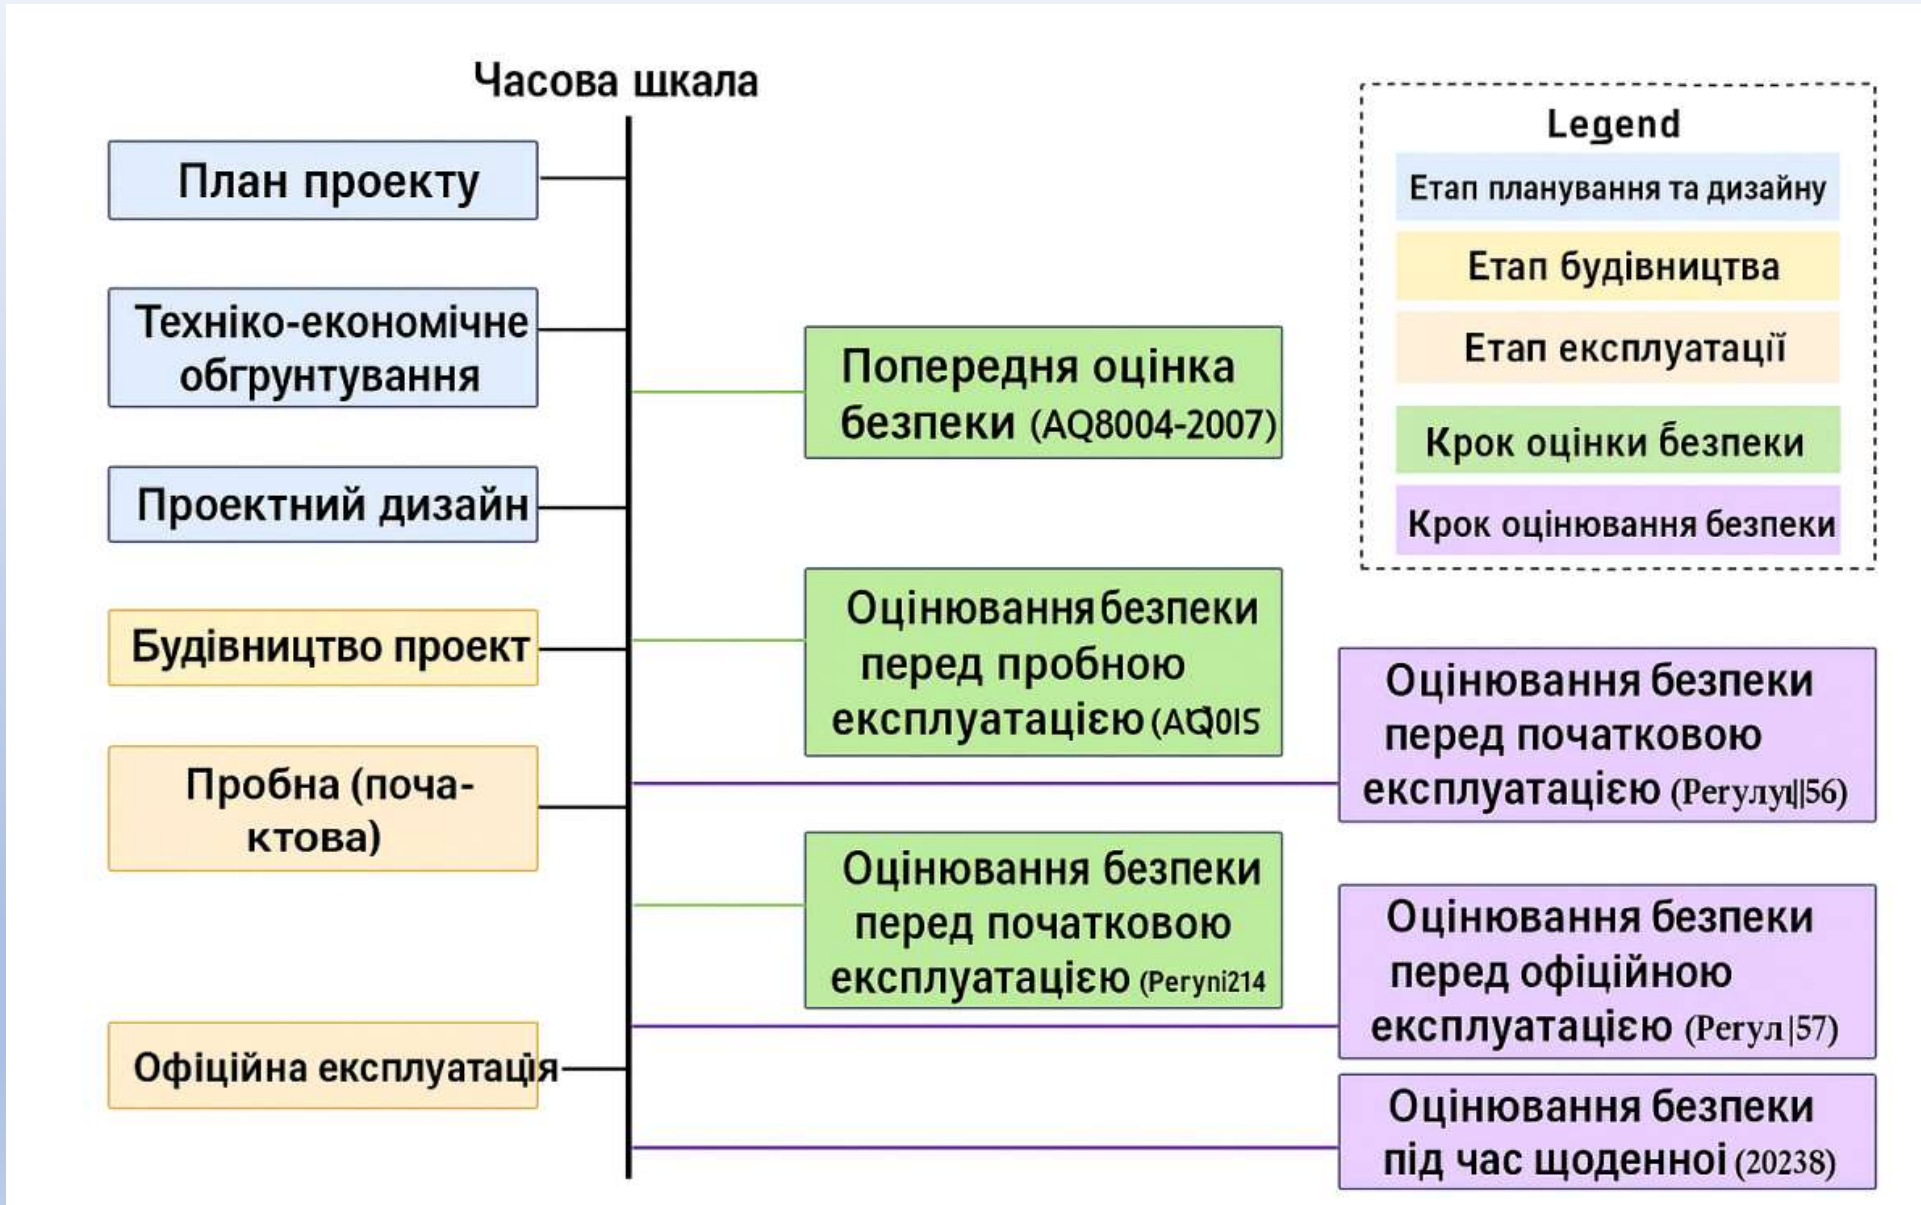 Часова шкала
План проекту
Техніко-економічне
обгрунтування
Проектний дизайн
Будівництво проект
Пробна (поча-
ктова)
Офіційна експлуатація
Попередня оцінка
безпеки (AQ8004-2007)
Оцінювання безпеки
перед пробною
експлуатацією
Оцінювання безпеки
перед початковою
експлуатацією (Peryni214
Legend
Етап планування та дизайну
Етап будівництва
Етап експлуатації
Крок оцінки безпеки
Крок оцінювання безпеки
Оцінювання безпеки
перед початковою
експлуатацією
Оцінювання безпеки
перед офіційною
експлуатацією (Регул|57)
Оцінювання безпеки
під час щоденної (20238)